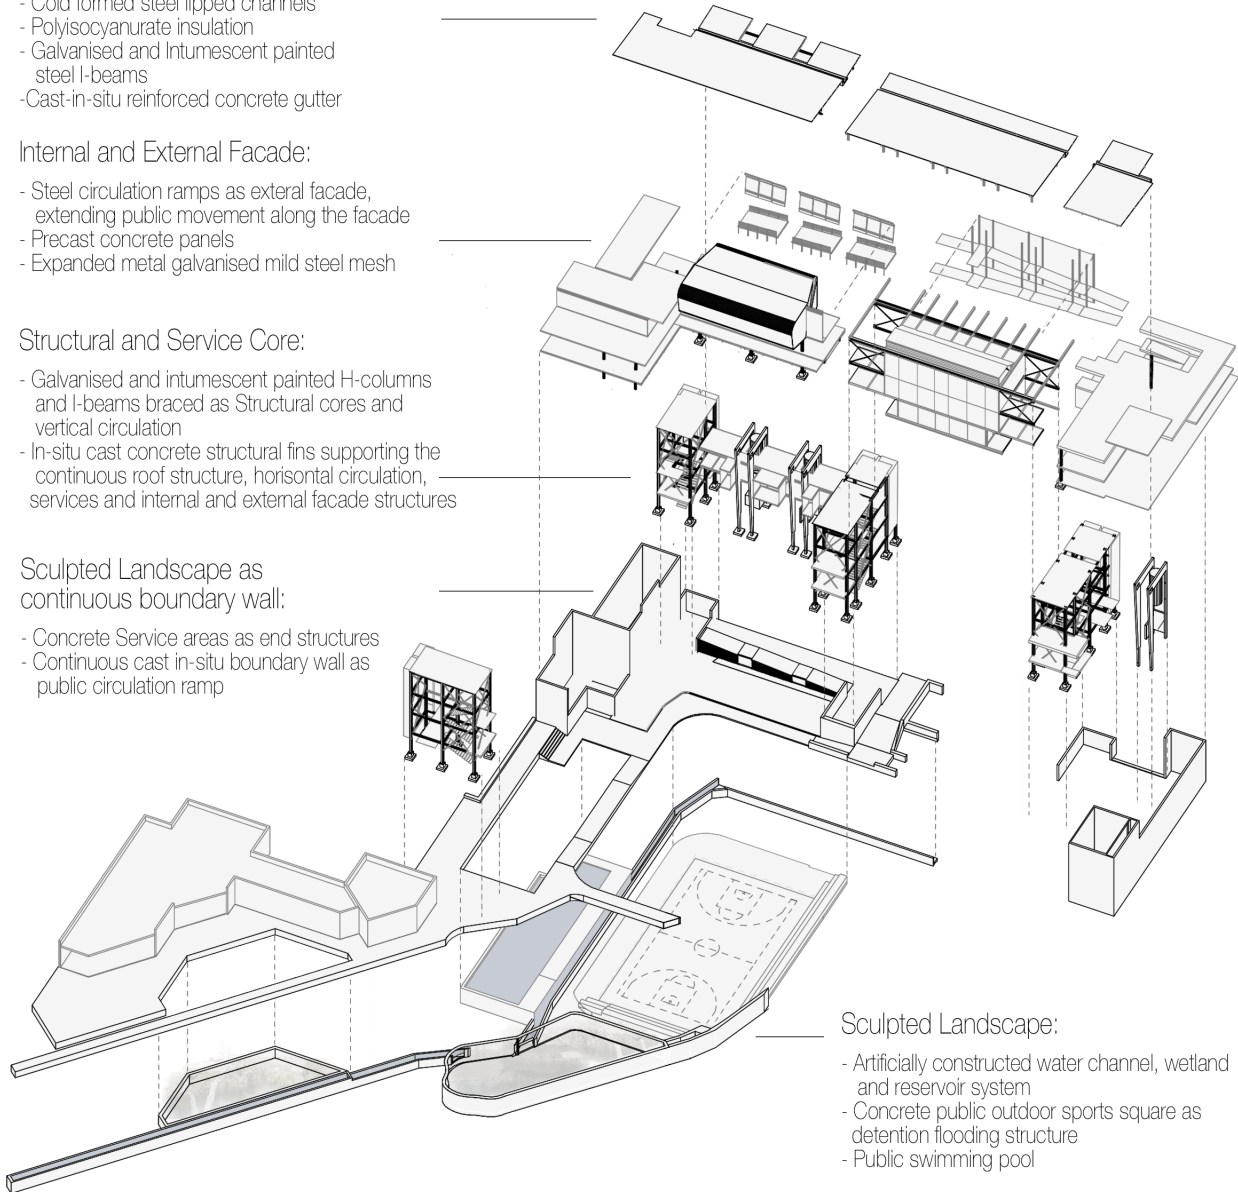 - Cold formed steel lipped channels
- Polyisocyanurate insulation
- Galvanised and Intumescent painted
steel I-beams
-Cast-in-situ reinforced concrete gutter
Internal and External Facade:
- Steel circulation ramps as exteral facade,
extending public movement along the facade
- Precast concrete panels
- Expanded metal galvanised mild steel mesh
Structural and Service Core:
- Galvanised and intumescent painted H-columns
and I-beams braced as Structural cores and
vertical circulation
- In-situ cast concrete structural fins supporting the
continuous roof structure, horisontal circulation,
services and internal and external facade structures
Sculpted Landscape as
continuous boundary wall:
- Concrete Service areas as end structures
- Continuous cast in-situ boundary wall as
public circulation ramp
Sculpted Landscape:
- Artificially constructed water channel, wetland
and reservoir system
- Concrete public outdoor sports square as
detention flooding structure
- Public swimming pool